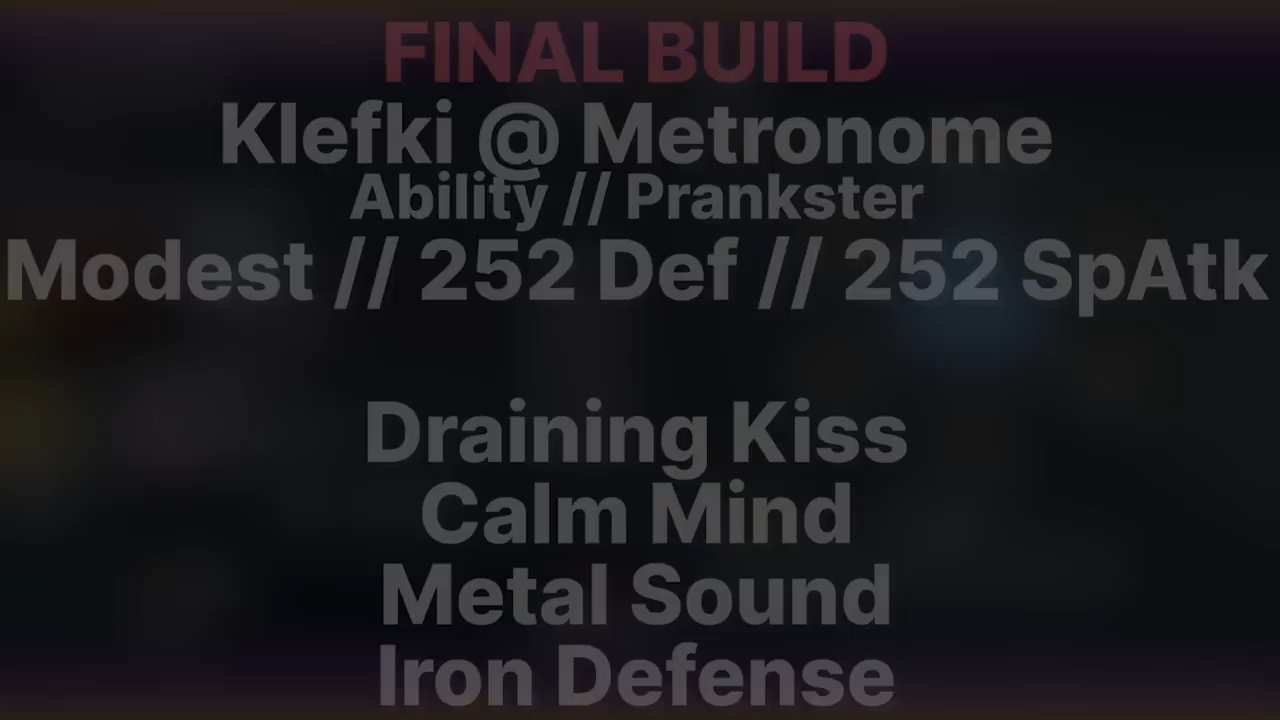 FINAL BUILD
Klefki @ Metronome
Ability // Prankster
Modest // 252 Def // 252 SpAtk
Draining Kiss
Calm Mind
Metal Sound
Iron Defense